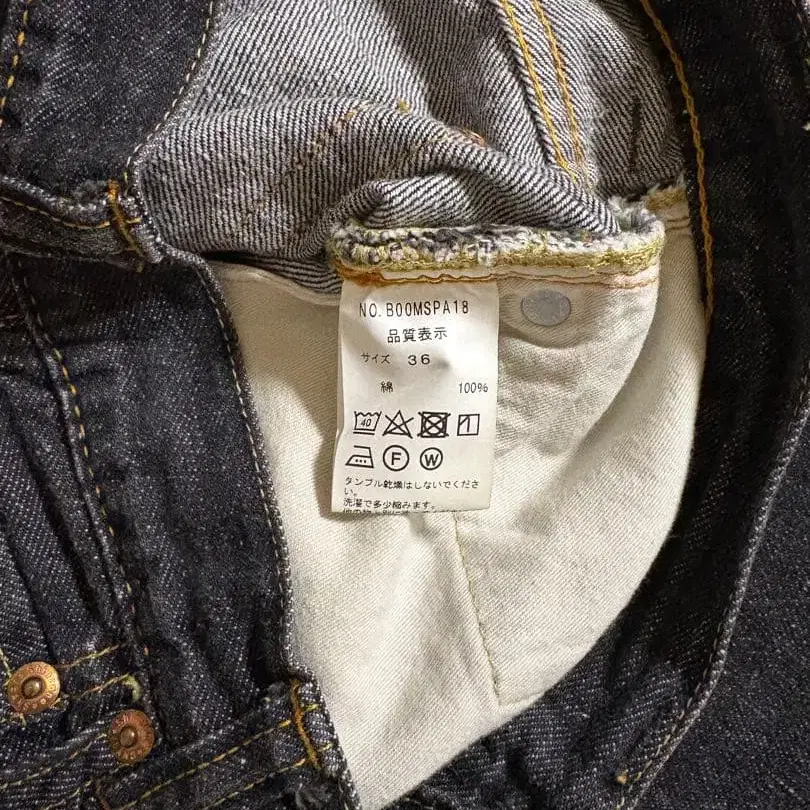 NO. B00MSPA18
品質表示
サイズ 36
綿 100%
40
F W
タンブル乾燥はしないでくださ
い。
洗濯で多少縮みます。